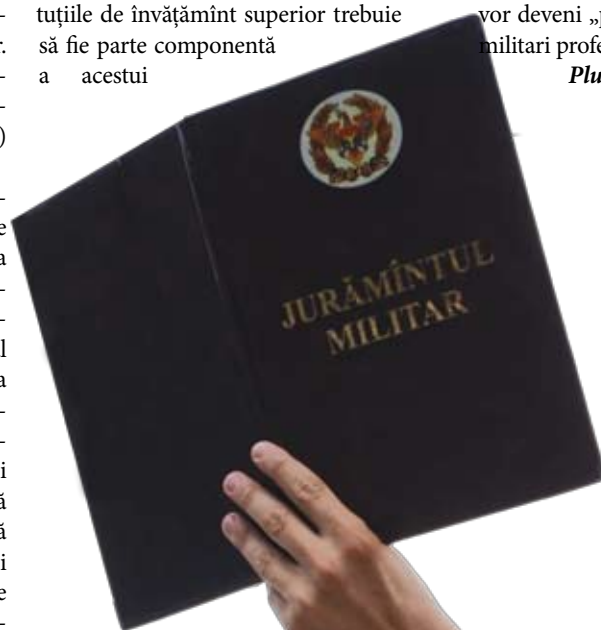 tuțiile de învățămînt superior trebuie
să fie parte componentă
a acestui
vor deveni „p
militari profe
Plu
JURĂMÎNTUL
MILITAR